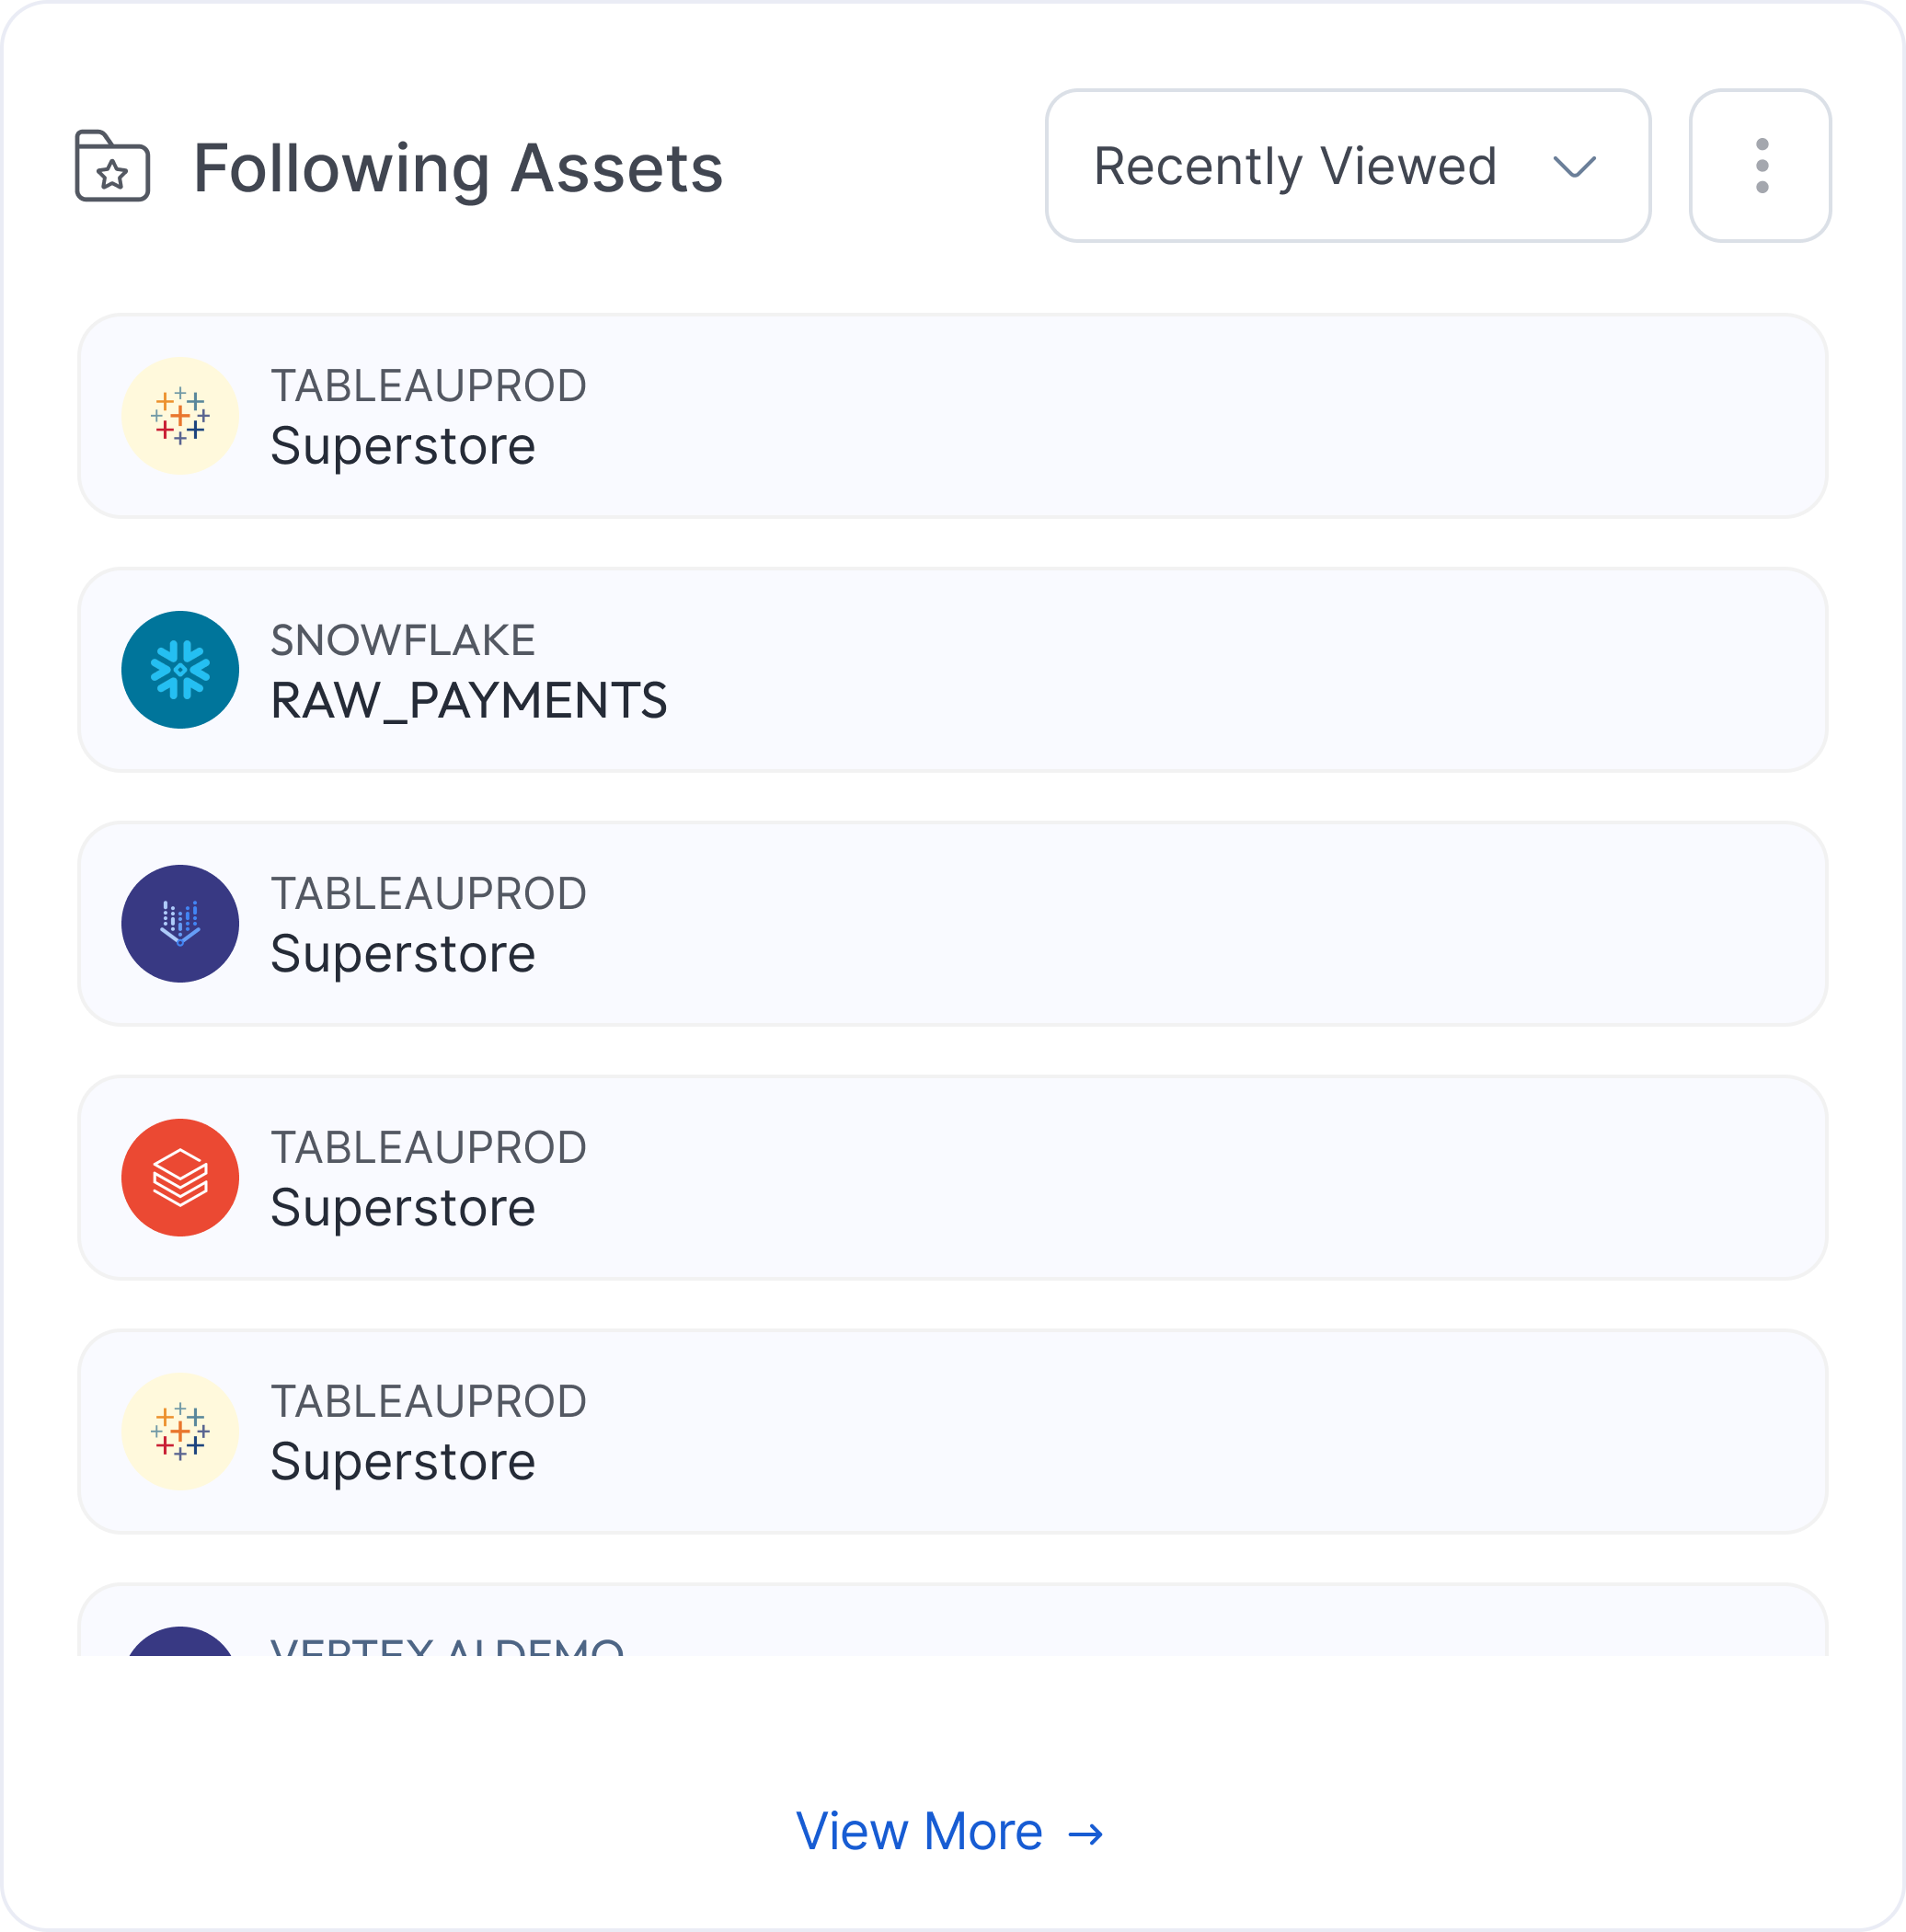 Following Assets
Recently Viewed
TABLEAUPROD
Superstore
SNOWFLAKE
RAW_PAYMENTS
TABLEAUPROD
Superstore
TABLEAUPROD
Superstore
TABLEAUPROD
Superstore
VERTEX AI DEMO
View More →